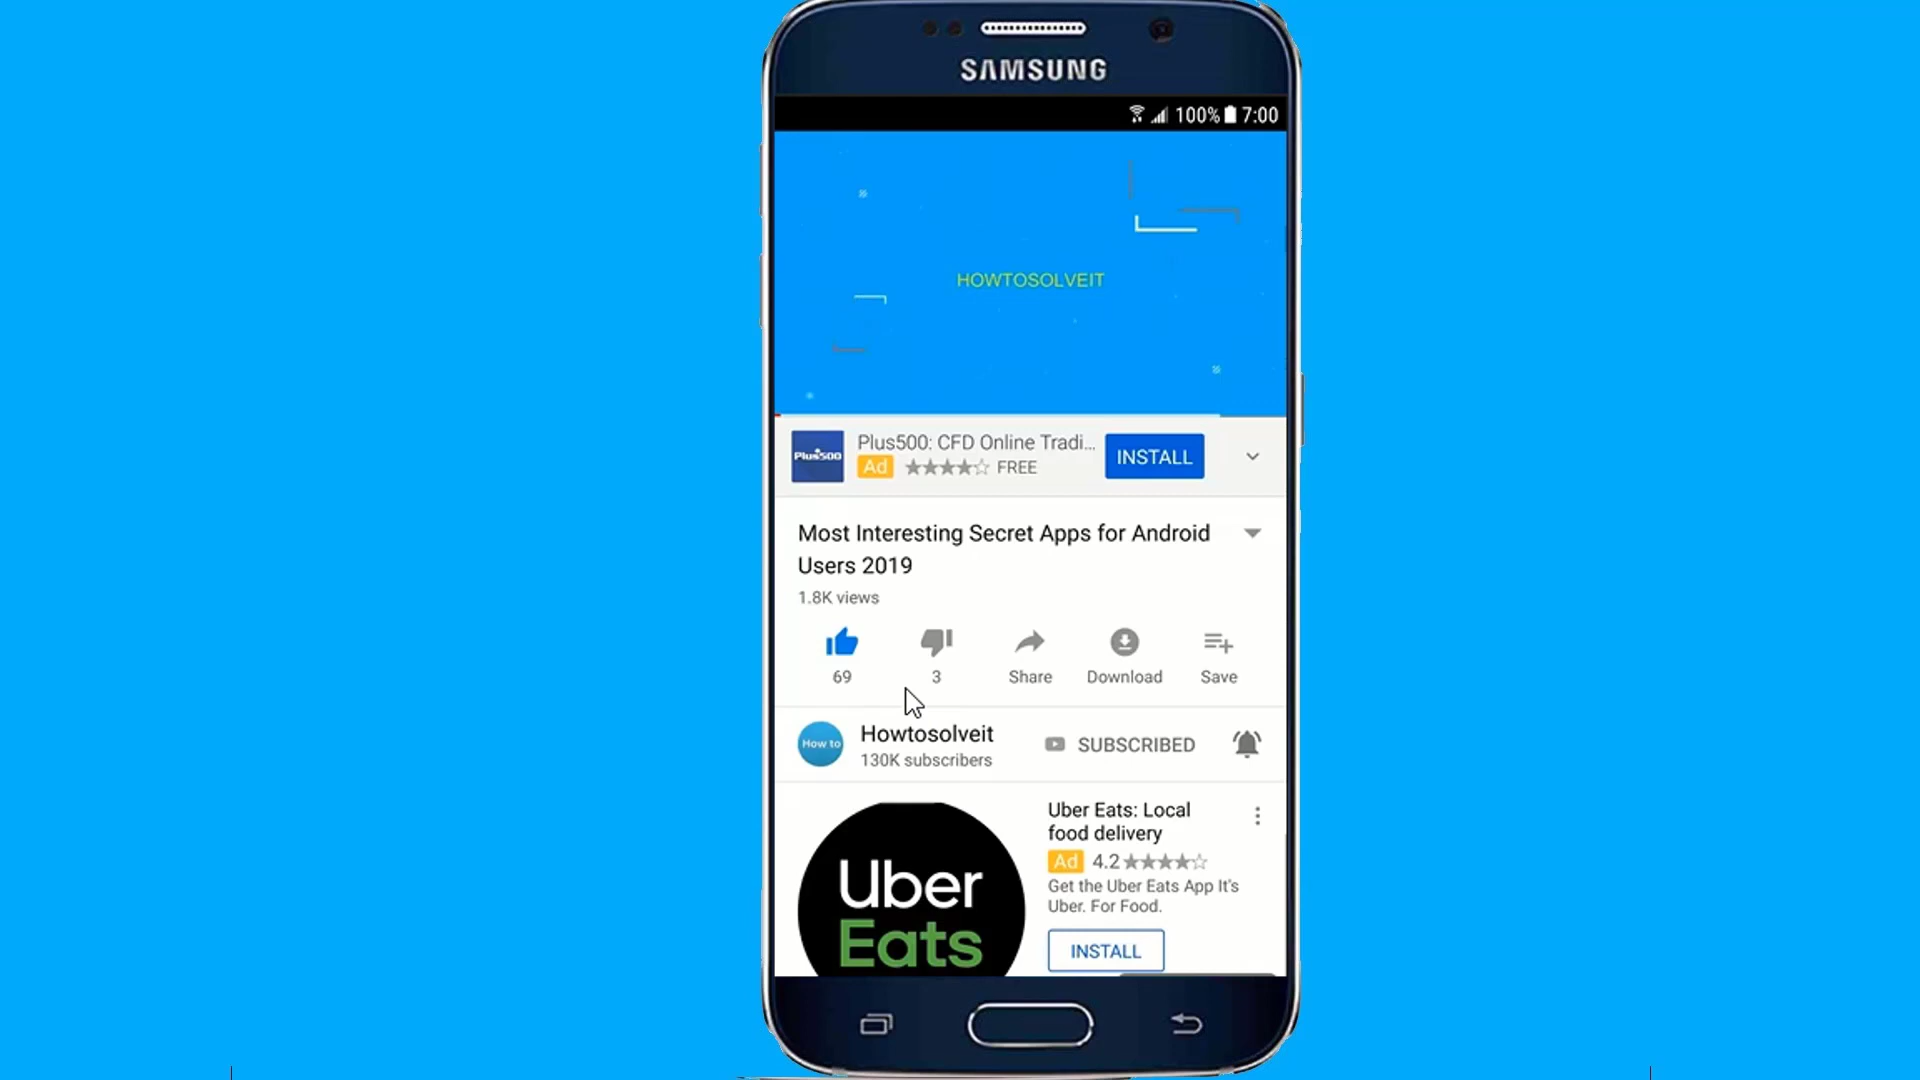 SAMSUNG
100% 7:00
HOWTOSOLVEIT
Plus500
Plus500: CFD Online Tradi...
Ad FREE
INSTALL
Most Interesting Secret Apps for Android
Users 2019
1.8K views
69
3
Share
Download
Save
How to
Howtosolveit
130K subscribers
SUBSCRIBED
Uber
Eats
Uber Eats: Local
food delivery
Ad 4.2
Get the Uber Eats App It's
Uber. For Food.
INSTALL